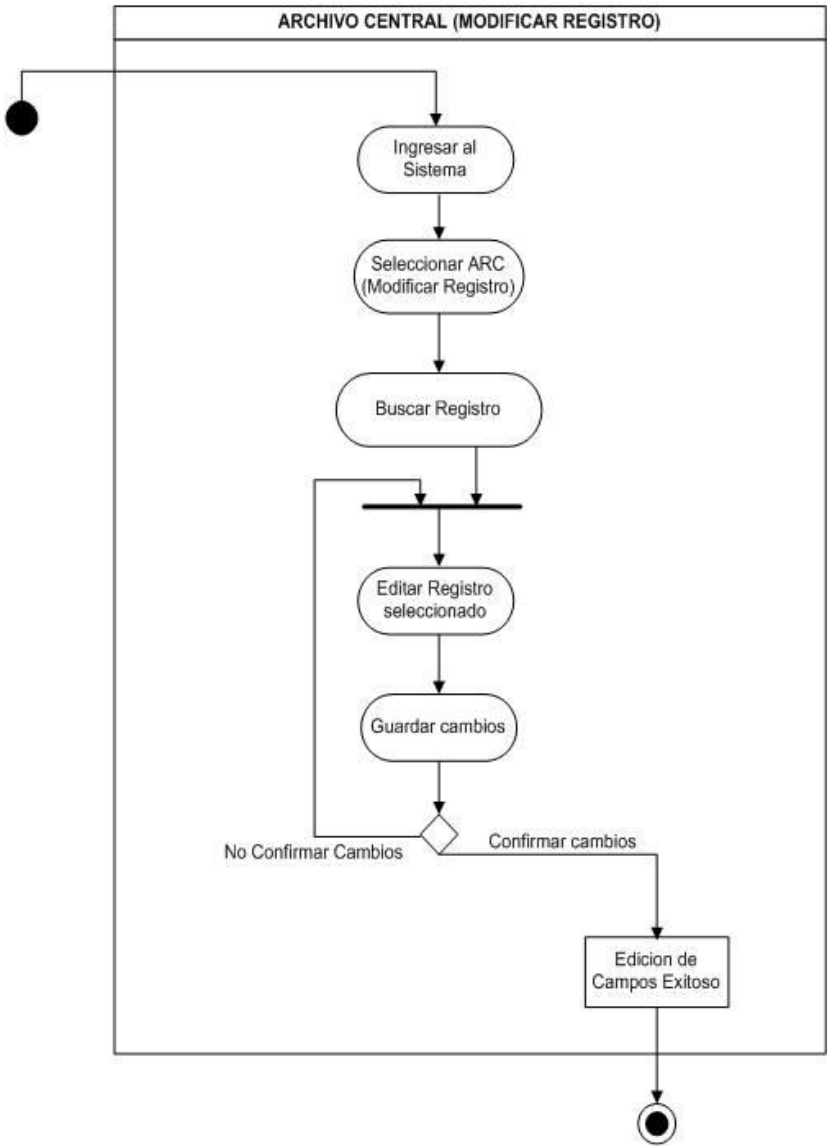 ARCHIVO CENTRAL (MODIFICAR REGISTRO)
Ingresar al
Sistema
Seleccionar ARC
(Modificar Registro)
Buscar Registro
Editar Registro
seleccionado
Guardar cambios
No Confirmar Cambios
Confirmar cambios
Edicion de
Campos Exitoso